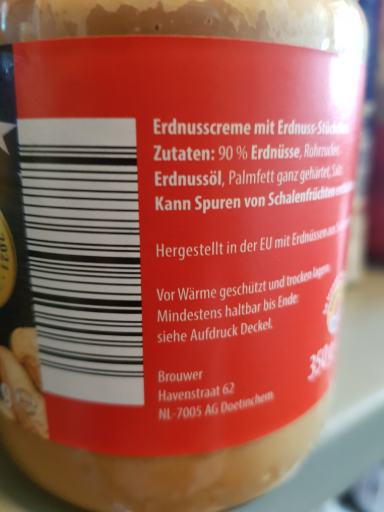 Erdnusscreme mit Erdnuss-Stückchen
Zutaten: 90 % Erdnüsse, Rohrzucker,
Erdnussöl, Palmfett ganz gehärtet, Salz.
Kann Spuren von Schalenfrüchten
Hergestellt in der EU mit Erdnüssen aus
Vor Wärme geschützt und trocken lagern.
Mindestens haltbar bis Ende:
siehe Aufdruck Deckel.
350
Brouwer
Havenstraat 62
NL-7005 AG Doetinchem